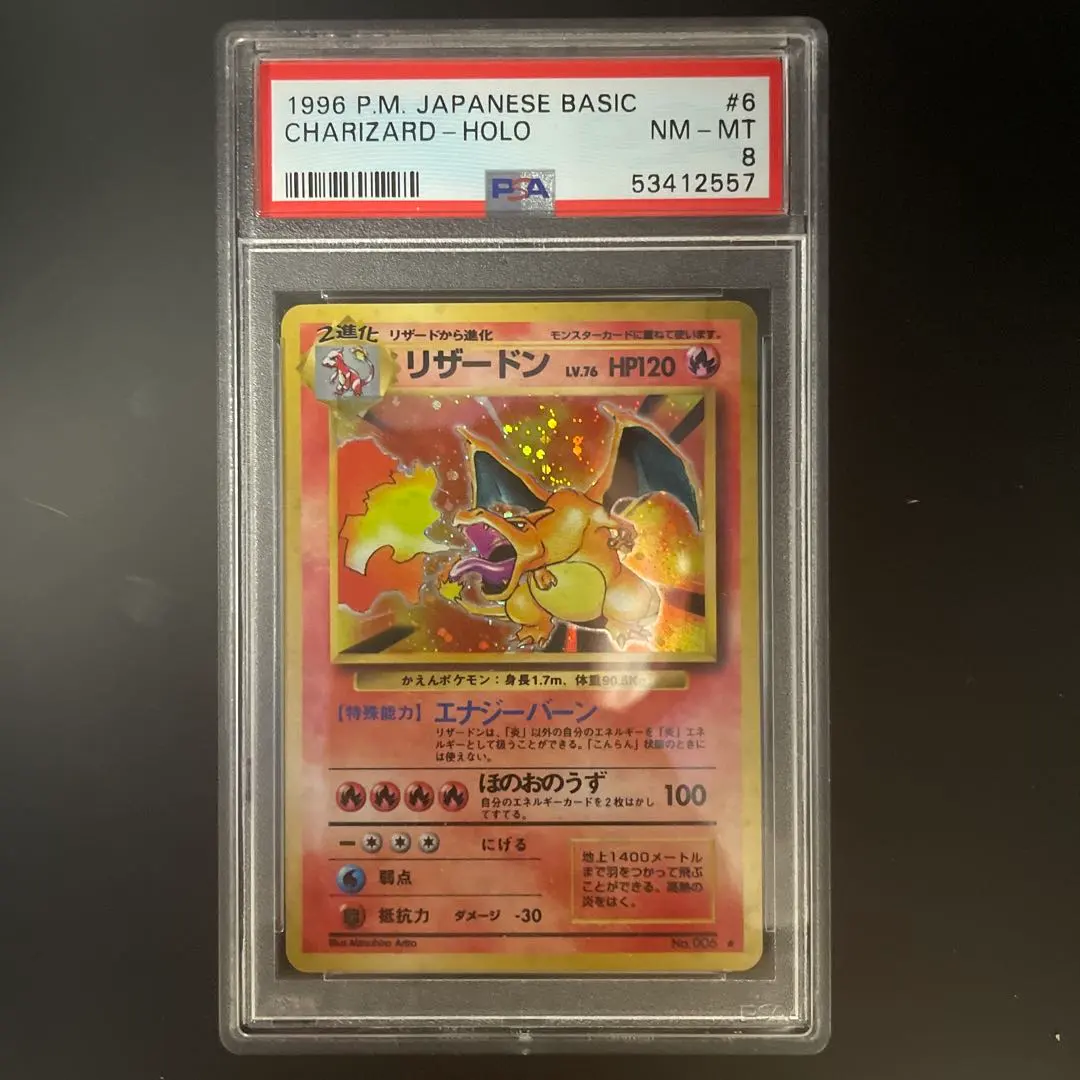 1996 P.M. JAPANESE BASIC #6
CHARIZARD - HOLO NM - MT
8
PSA 53412557
2進化 リザードから進化 モンスターカードに重ねて使います。
リザードン LV.76 HP120
かえんポケモン：身長1.7m、体重90.5Kg
【特殊能力】エナジーバーン
リザードンは、「炎」以外の自分のエネルギーを「炎」エネ
ルギーとして扱うことができる。「こんらん」状態のときに
は使えない。
ほのおのうず 100
自分のエネルギーカードを2枚はがし
てすてる。
にげる
弱点
抵抗力 ダメージ -30
地上1400メートル
まで羽をつかって飛ぶ
ことができる。高熱の
炎をはく。
Illus. Mitsuhiro Arita No.006 ★
PSA